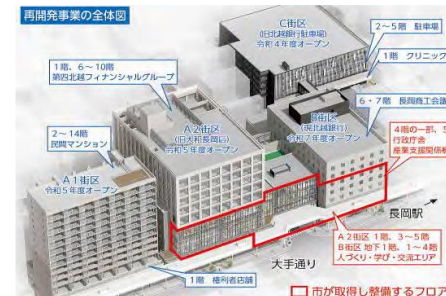 再開発事業の全体図
C街区
(旧北越銀行駐車場)
令和4年度オープン
2～5階 駐車場
1階 クリニック
1階、6～10階
第四北越フィナンシャルグループ
A2街区
(旧大和長岡店)
令和5年度オープン
B街区
(現北越銀行)
令和7年度オープン
6・7階 長岡商工会議
2～14階
民間マンション
4階の一部、5
行政庁舎
産業支援関係機
A1街区
令和5年度オープン
長岡駅
大手通り
A2街区 1階、3～5階
B街区 地下1階、1～4階
人づくり・学び・交流エリア
1階 権利者店舗
市が取得し整備するフロア